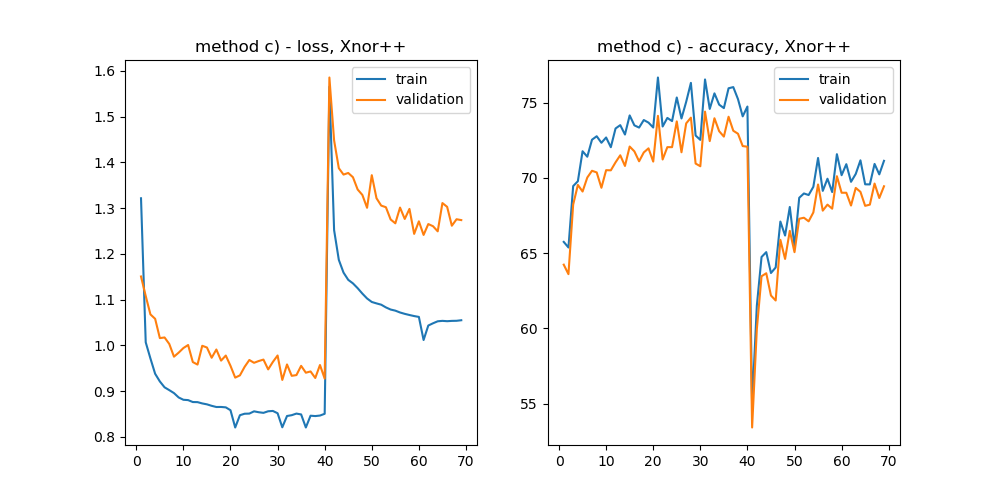 method c) - loss, Xnor++
train
validation
1.6
1.5
1.4
1.3
1.2
1.1
1.0
0.9
0.8
0 10 20 30 40 50 60 70
method c) - accuracy, Xnor++
train
validation
75
70
65
60
55
0 10 20 30 40 50 60 70